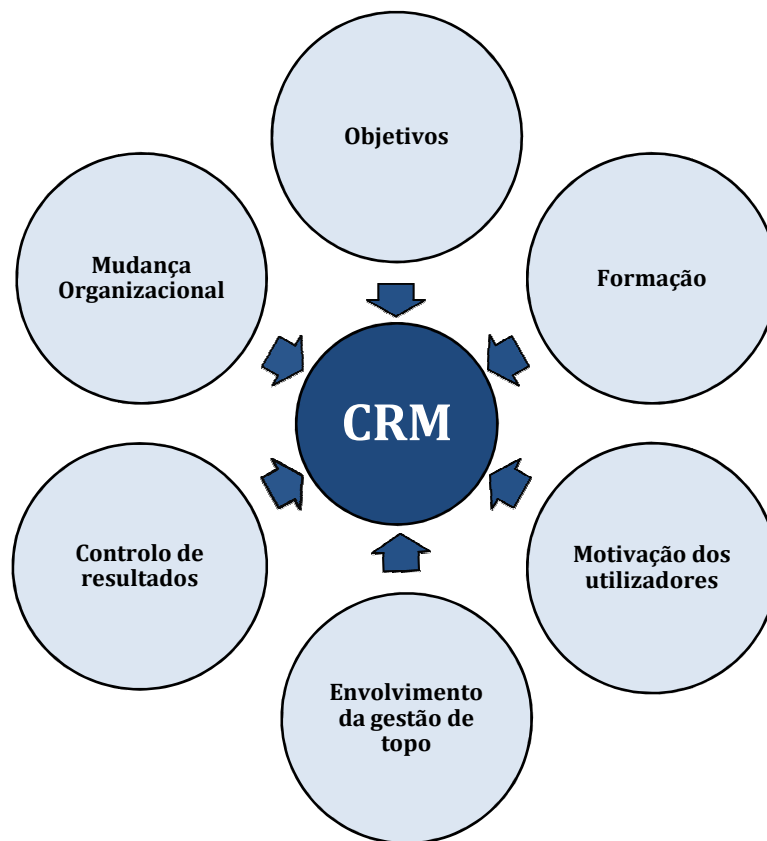 Objetivos
Mudança
Organizacional
Formação
CRM
Controlo de
resultados
Motivação dos
utilizadores
Envolvimento
da gestão de
topo